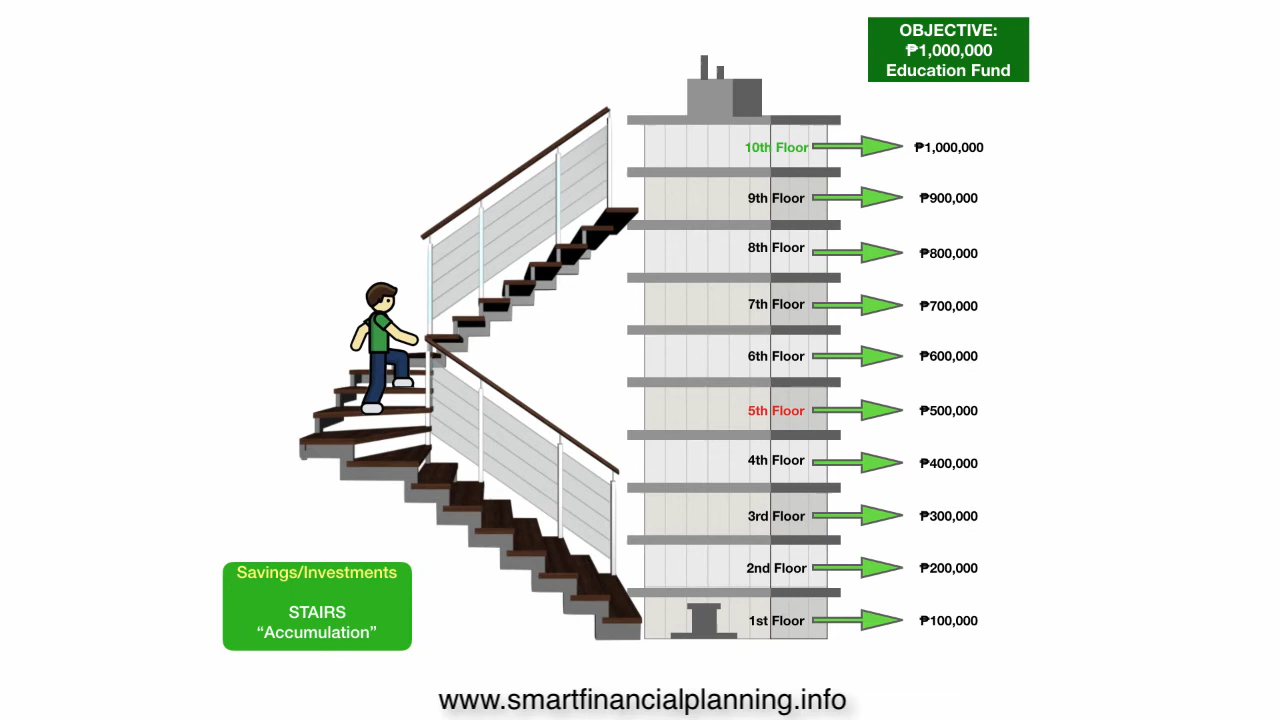 OBJECTIVE:
₱1,000,000
Education Fund
10th Floor ₱1,000,000
9th Floor ₱900,000
8th Floor ₱800,000
7th Floor ₱700,000
6th Floor ₱600,000
5th Floor ₱500,000
4th Floor ₱400,000
3rd Floor ₱300,000
2nd Floor ₱200,000
1st Floor ₱100,000
Savings/Investments
STAIRS
“Accumulation”
www.smartfinancialplanning.info